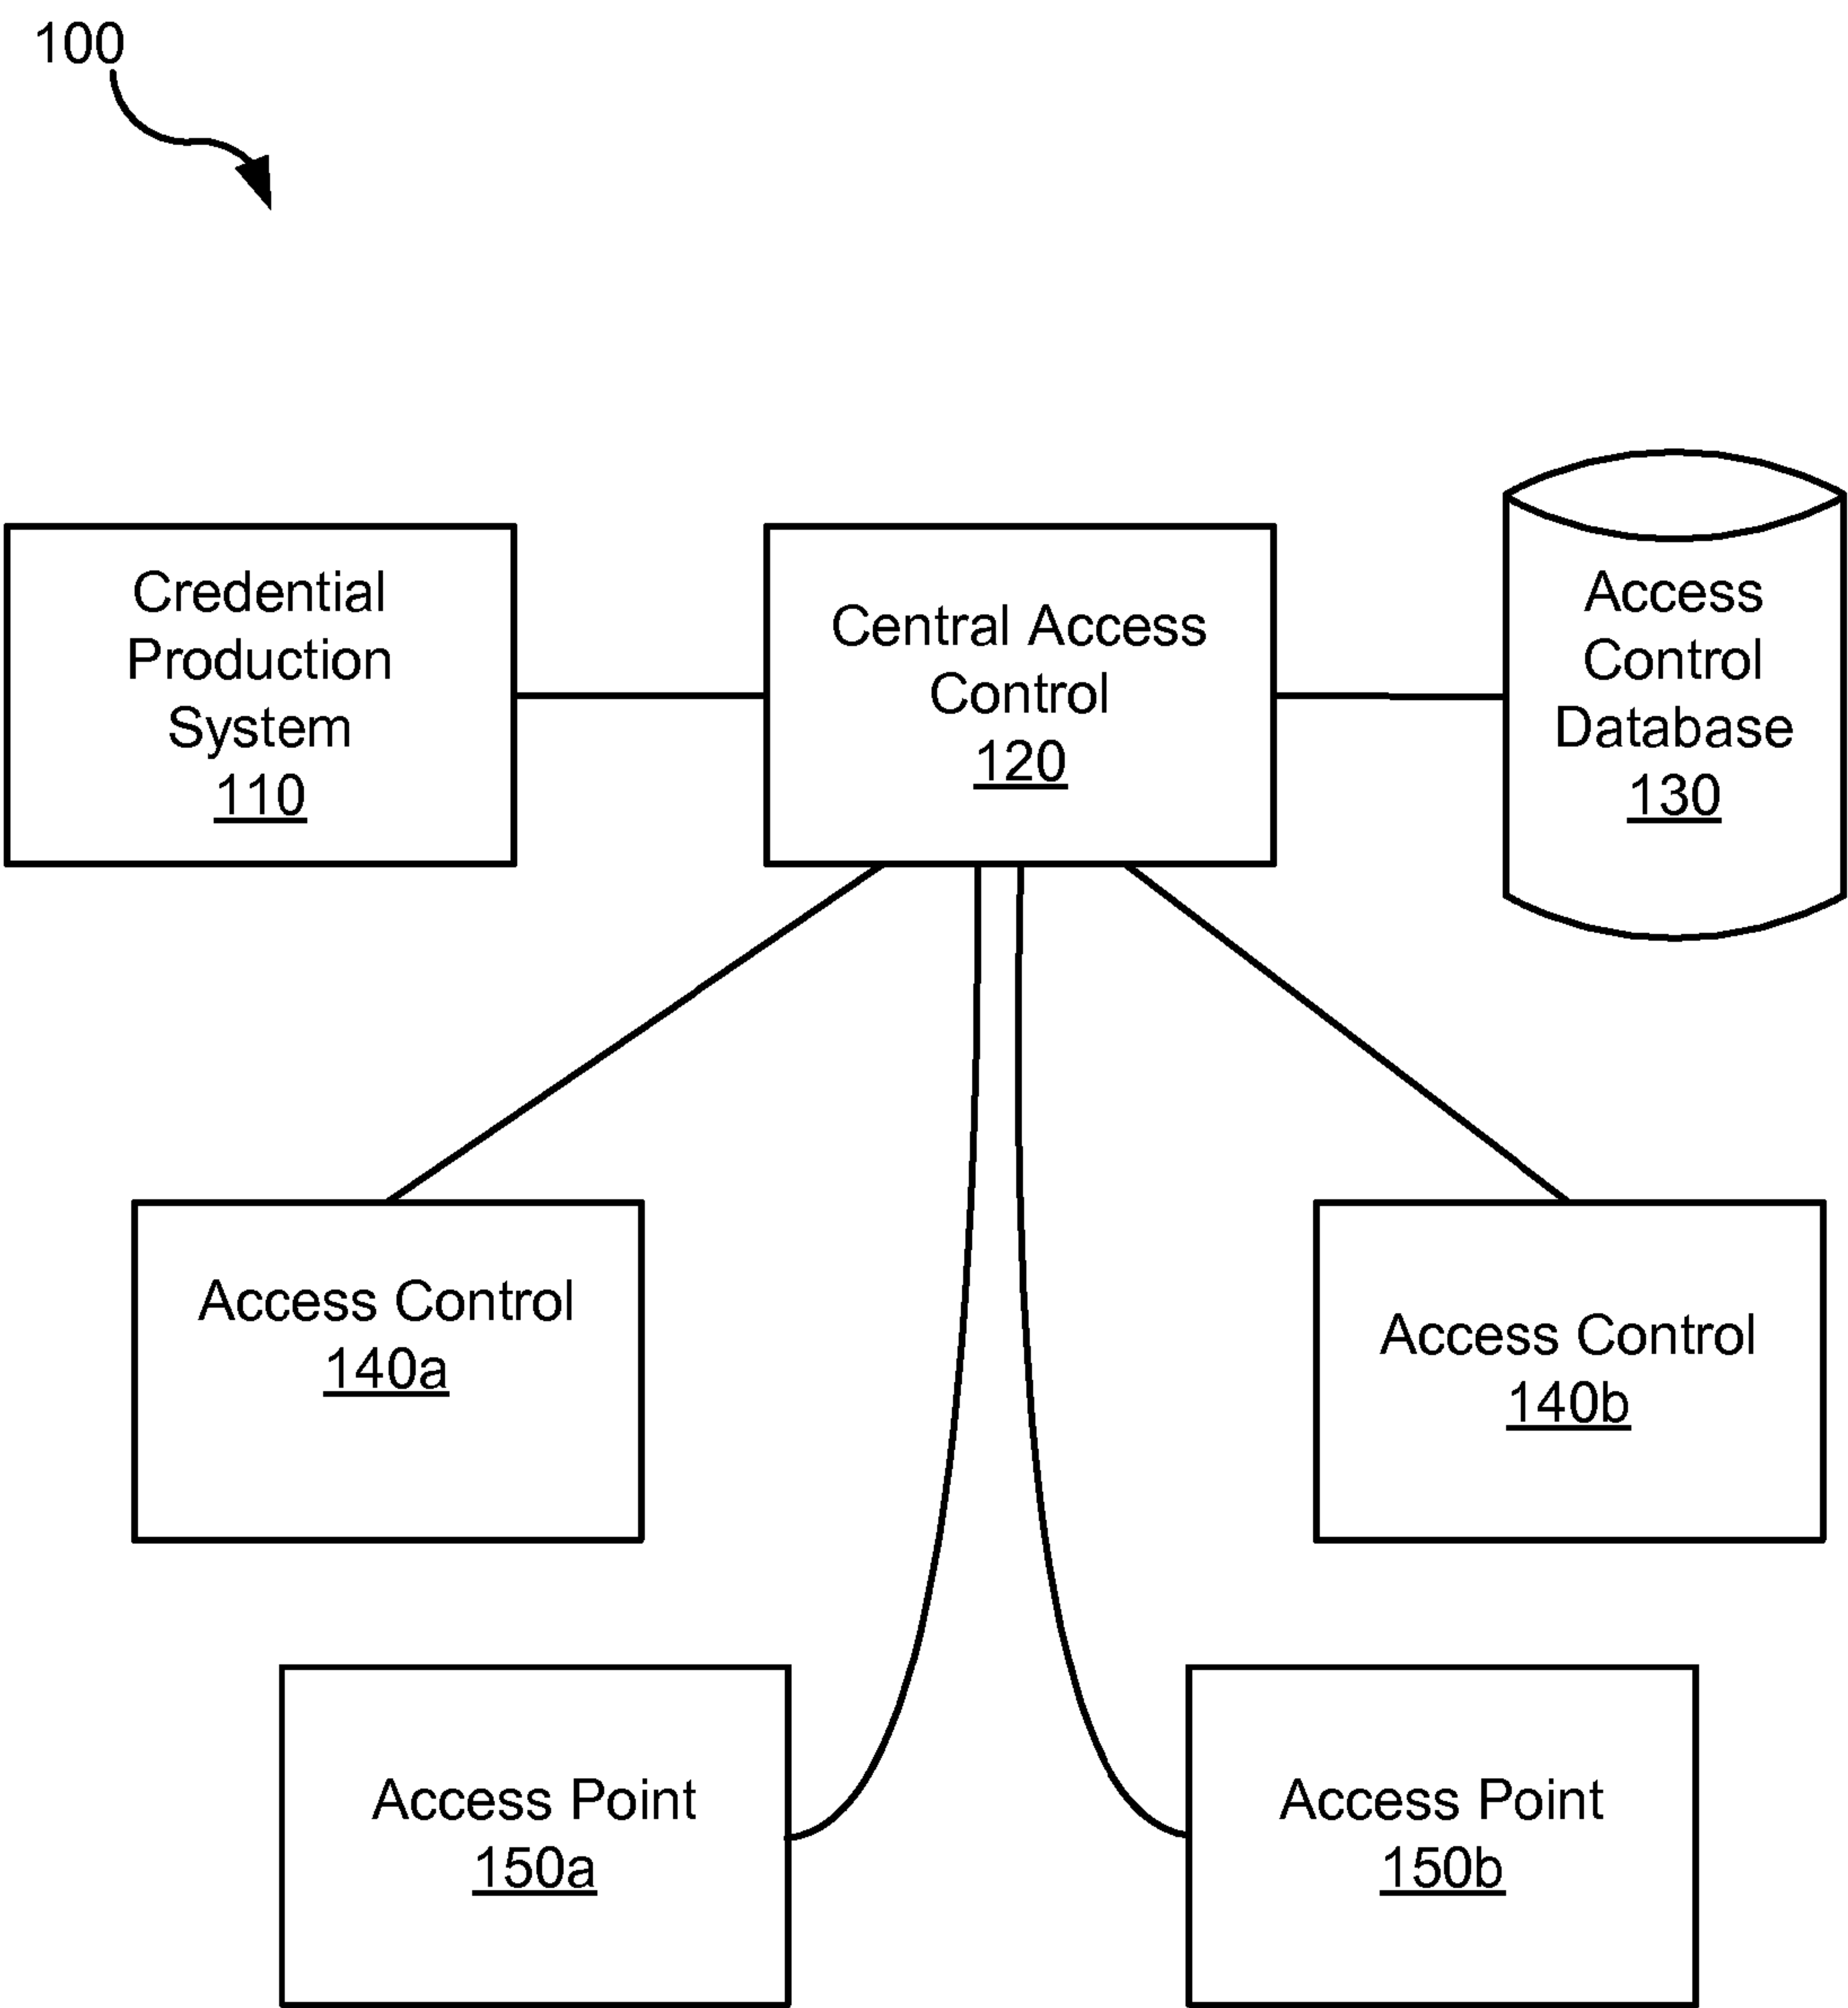 100
Credential
Production
System
110
Central Access
Control
120
Access
Control
Database
130
Access Control
140a
Access Control
140b
Access Point
150a
Access Point
150b